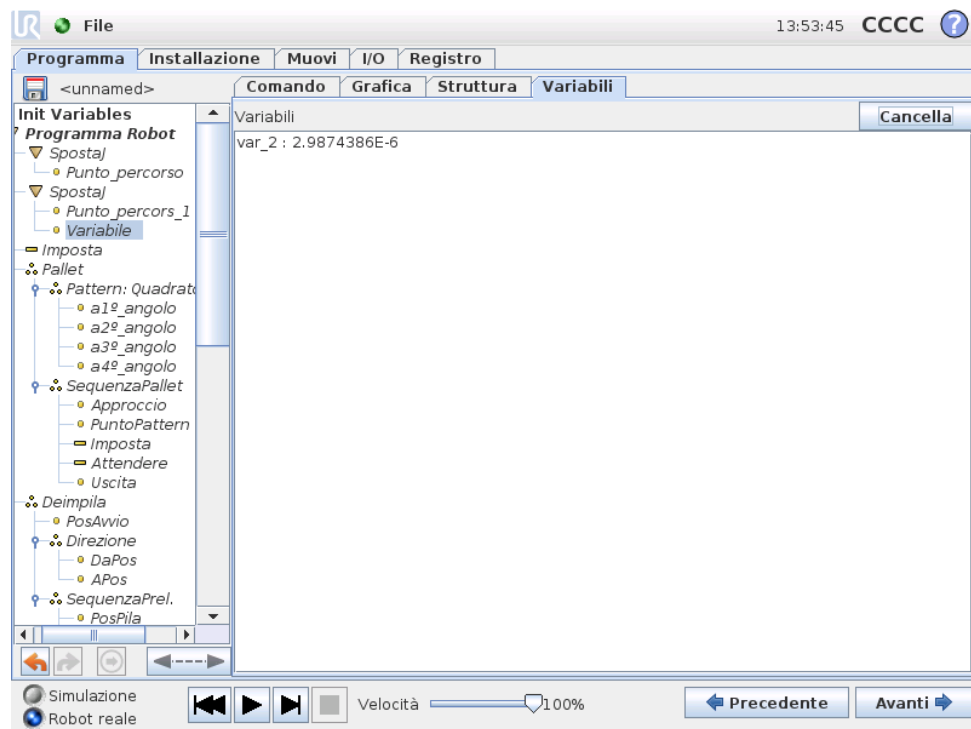 UR File 13:53:45 CCCC ?
Programma Installazione Muovi I/O Registro
<unnamed>
Comando Grafica Struttura Variabili
Init Variables
Programma Robot
SpostaJ
Punto_percorso
SpostaJ
Punto_percors_1
Variabile
Imposta
Pallet
Pattern: Quadrato
a1º_angolo
a2º_angolo
a3º_angolo
a4º_angolo
SequenzaPallet
Approccio
PuntoPattern
Imposta
Attendere
Uscita
Deimpila
PosAvvio
Direzione
DaPos
APos
SequenzaPrel.
PosPila
Variabili Cancella
var_2 : 2.9874386E-6
Simulazione
Robot reale
Velocità 100%
Precedente Avanti